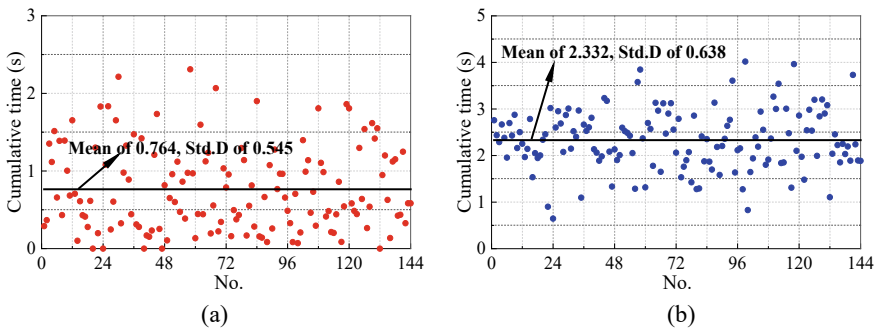 3
2
1
0
Cumulative time (s)
Mean of 0.764, Std.D of 0.545
0 24 48 72 96 120 144
No.
(a)
5
4
3
2
1
0
Cumulative time (s)
Mean of 2.332, Std.D of 0.638
0 24 48 72 96 120 144
No.
(b)